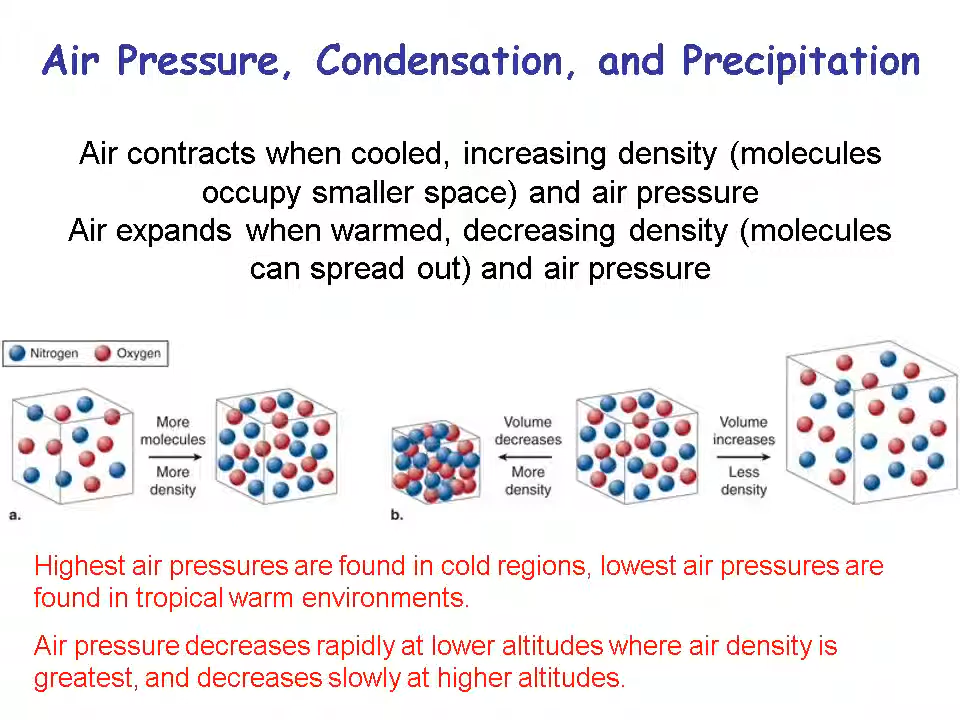 Air Pressure, Condensation, and Precipitation
Air contracts when cooled, increasing density (molecules
occupy smaller space) and air pressure
Air expands when warmed, decreasing density (molecules
can spread out) and air pressure
Nitrogen Oxygen
More
molecules
More
density
a.
Volume
decreases
More
density
Volume
increases
Less
density
b.
Highest air pressures are found in cold regions, lowest air pressures are
found in tropical warm environments.
Air pressure decreases rapidly at lower altitudes where air density is
greatest, and decreases slowly at higher altitudes.